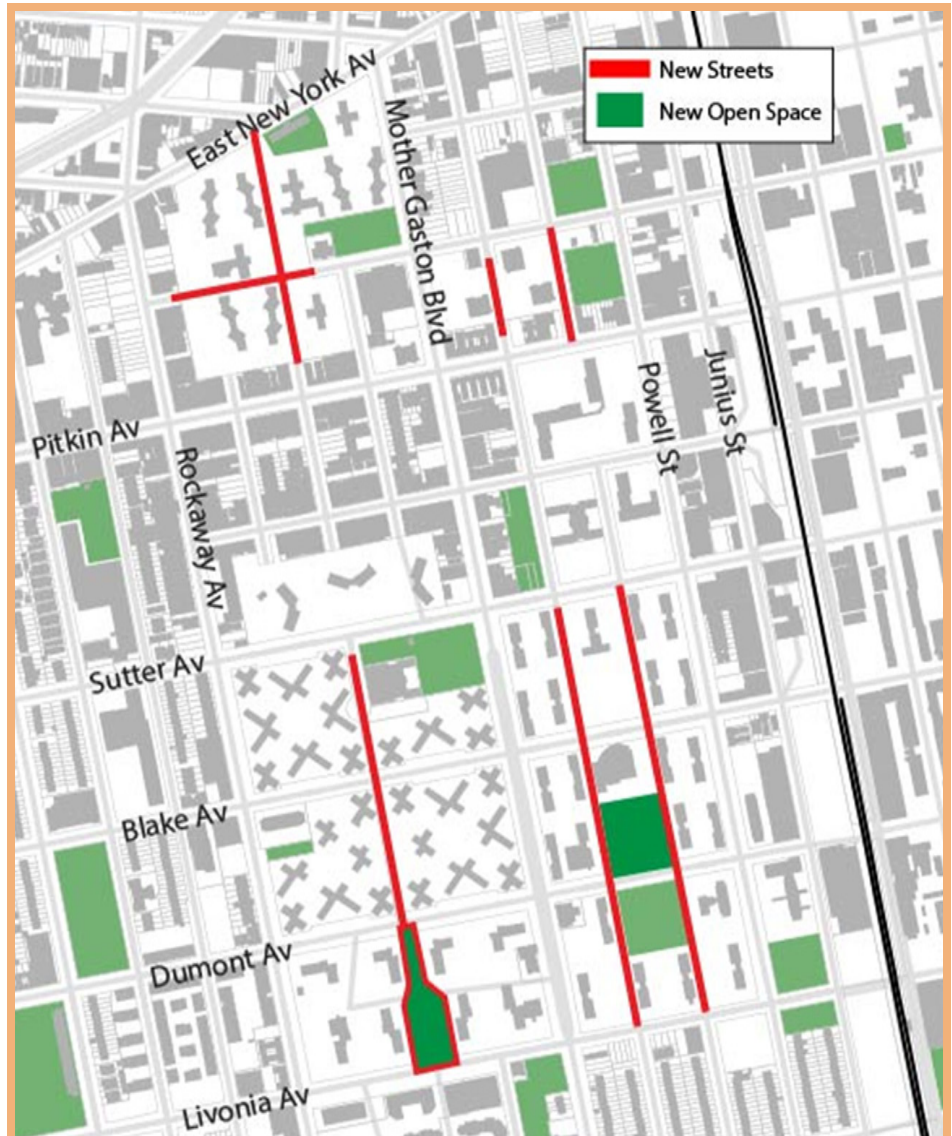 New Streets
New Open Space
East New York Av
Mother Gaston Blvd
Pitkin Av
Rockaway Av
Powell St
Junius St
Sutter Av
Blake Av
Dumont Av
Livonia Av